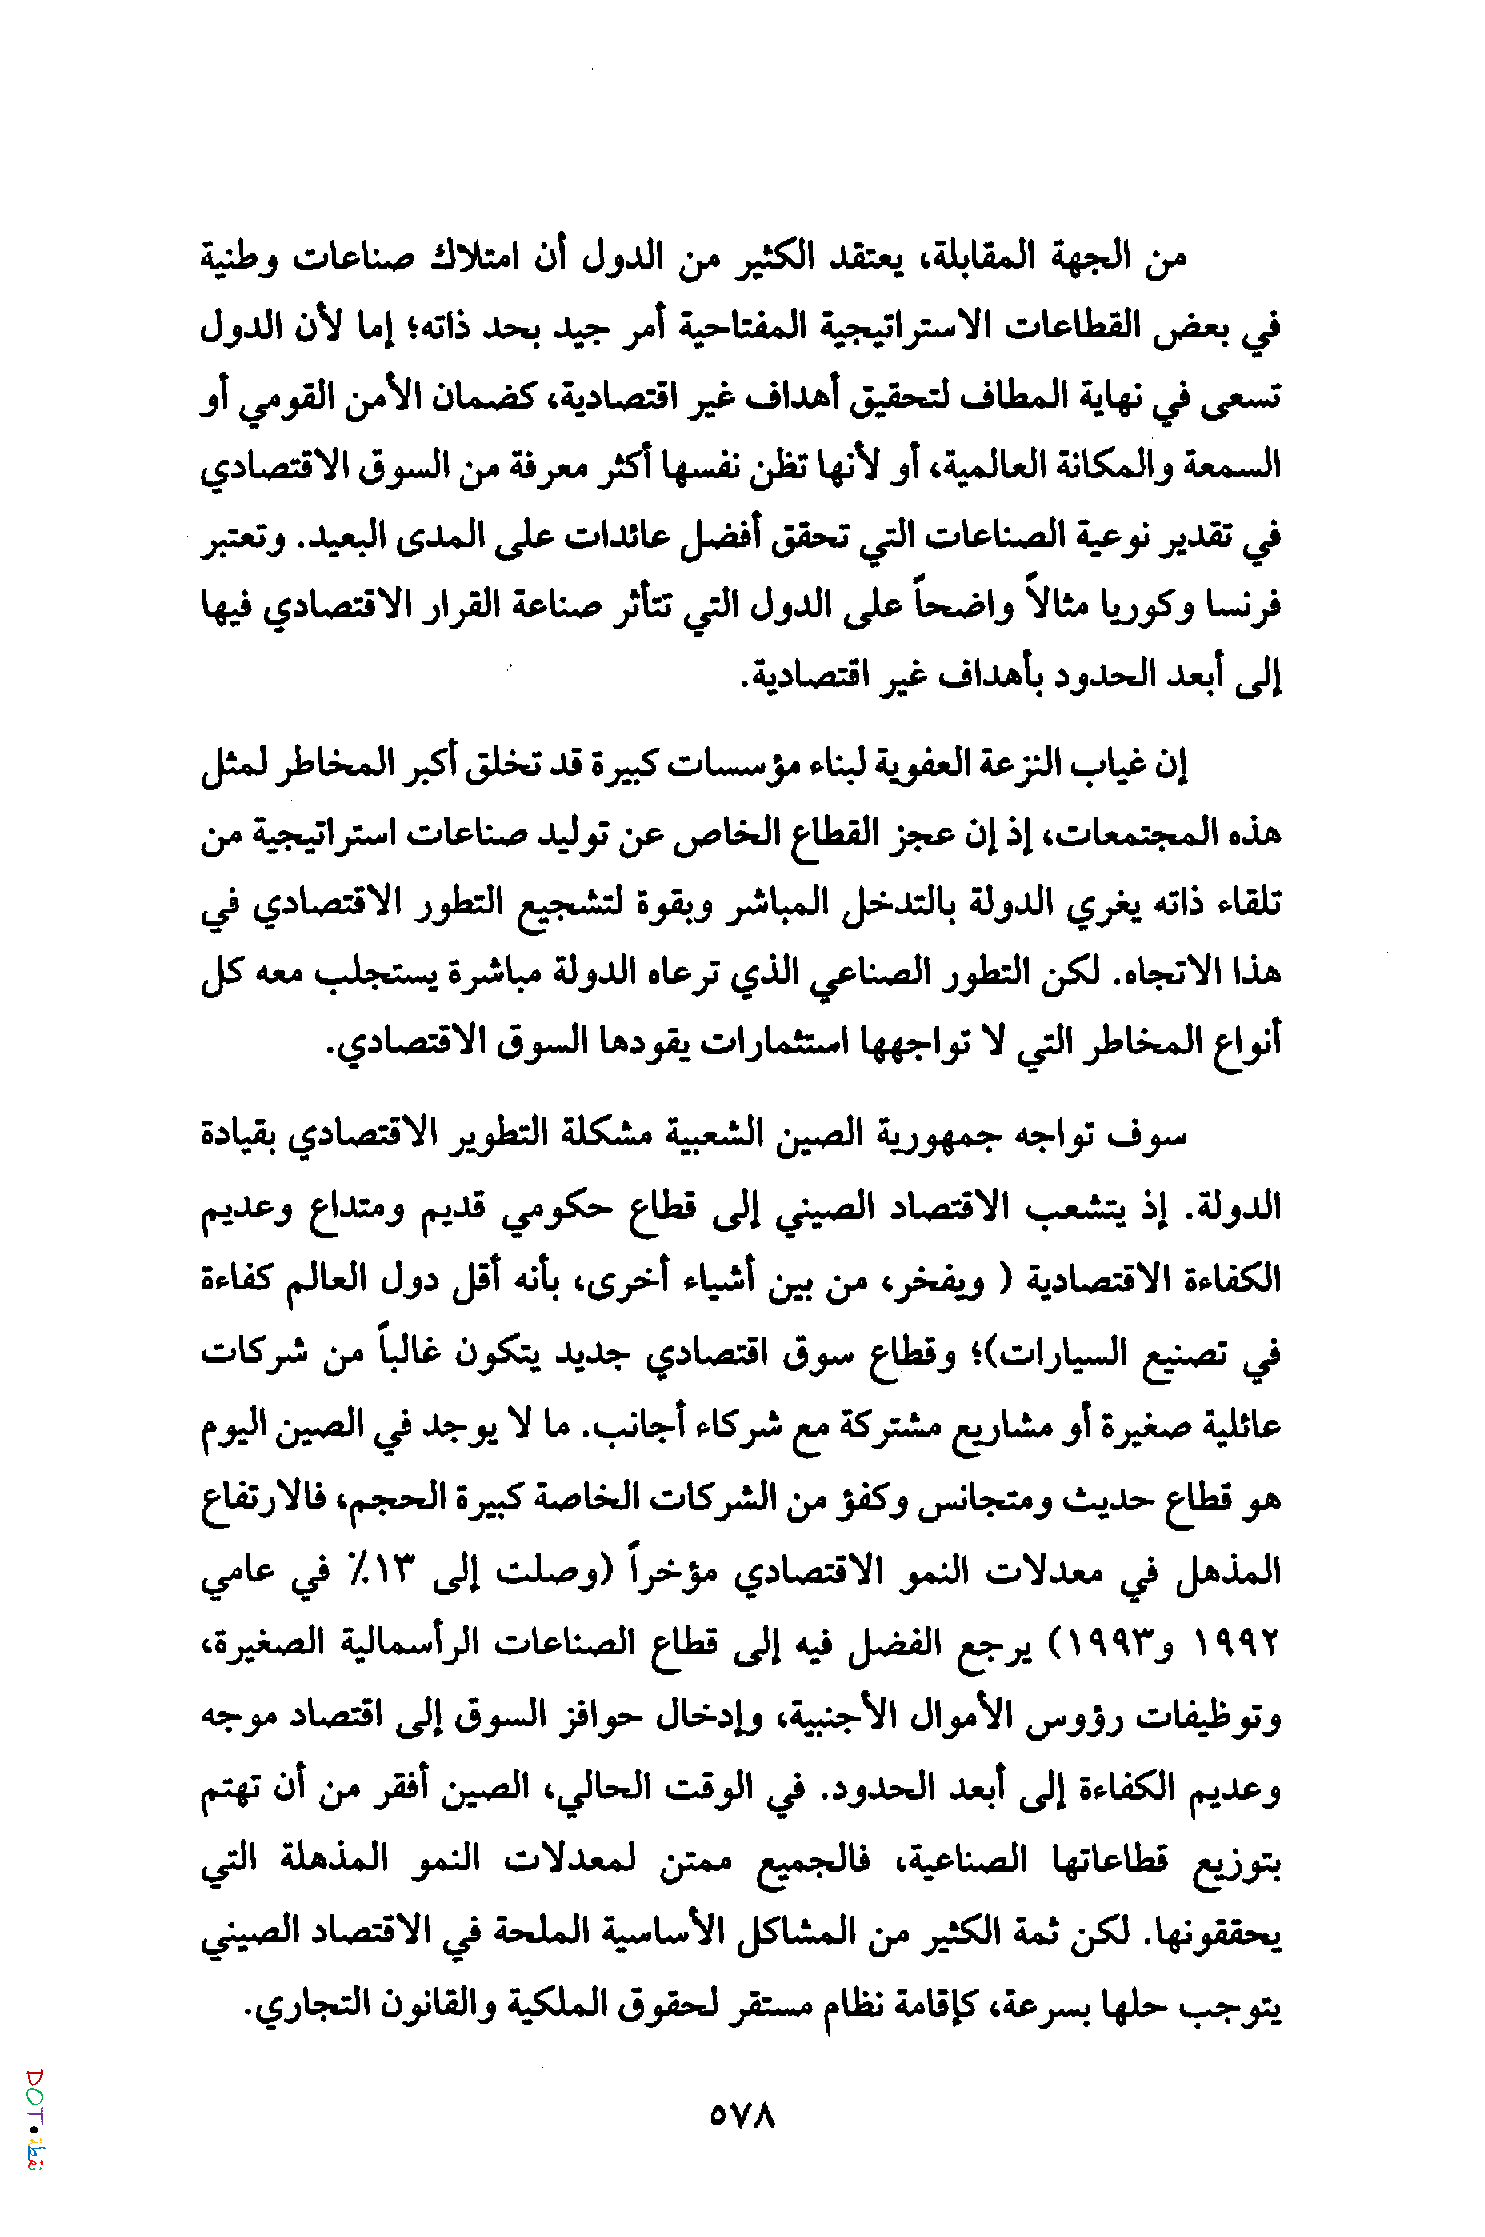 من الجهة المقابلة، يعتقد الكثير من الدول أن امتلاك صناعات وطنية
في بعض القطاعات الاستراتيجية المفتاحية أمر جيد بحد ذاته؛ إما لأن الدول
تسعى في نهاية المطاف لتحقيق أهداف غير اقتصادية، كضمان الأمن القومي أو
السمعة والمكانة العالمية، أو لأنها تظن نفسها أكثر معرفة من السوق الاقتصادي
في تقدير نوعية الصناعات التي تحقق أفضل عائدات على المدى البعيد. وتعتبر
فرنسا وكوريا مثالاً واضحاً على الدول التي تتأثر صناعة القرار الاقتصادي فيها
إلى أبعد الحدود بأهداف غير اقتصادية.
إن غياب النزعة العفوية لبناء مؤسسات كبيرة قد تخلق أكبر المخاطر لمثل
هذه المجتمعات، إذ إن عجز القطاع الخاص عن توليد صناعات استراتيجية من
تلقاء ذاته يغري الدولة بالتدخل المباشر وبقوة لتشجيع التطور الاقتصادي في
هذا الاتجاه. لكن التطور الصناعي الذي ترعاه الدولة مباشرة يستجلب معه كل
أنواع المخاطر التي لا تواجهها استثمارات يقودها السوق الاقتصادي.
سوف تواجه جمهورية الصين الشعبية مشكلة التطوير الاقتصادي بقيادة
الدولة. إذ يتشعب الاقتصاد الصيني إلى قطاع حكومي قديم ومتداع وعديم
الكفاءة الاقتصادية ( ويفخر، من بين أشياء أخرى، بأنه أقل دول العالم كفاءة
في تصنيع السيارات)؛ وقطاع سوق اقتصادي جديد يتكون غالباً من شركات
عائلية صغيرة أو مشاريع مشتركة مع شركاء أجانب. ما لا يوجد في الصين اليوم
هو قطاع حديث ومتجانس وكفؤ من الشركات الخاصة كبيرة الحجم، فالارتفاع
المذهل في معدلات النمو الاقتصادي مؤخراً (وصلت إلى ١٣٪ في عامي
١٩٩٢ و١٩٩٣) يرجع الفضل فيه إلى قطاع الصناعات الرأسمالية الصغيرة،
وتوظيفات رؤوس الأموال الأجنبية، وإدخال حوافز السوق إلى اقتصاد موجه
وعديم الكفاءة إلى أبعد الحدود. في الوقت الحالي، الصين أفقر من أن تهتم
بتوزيع قطاعاتها الصناعية، فالجميع ممتن لمعدلات النمو المذهلة التي
يحققونها. لكن ثمة الكثير من المشاكل الأساسية الملحة في الاقتصاد الصيني
يتوجب حلها بسرعة، كإقامة نظام مستقر لحقوق الملكية والقانون التجاري.
٥٧٨
DOT • نقطة